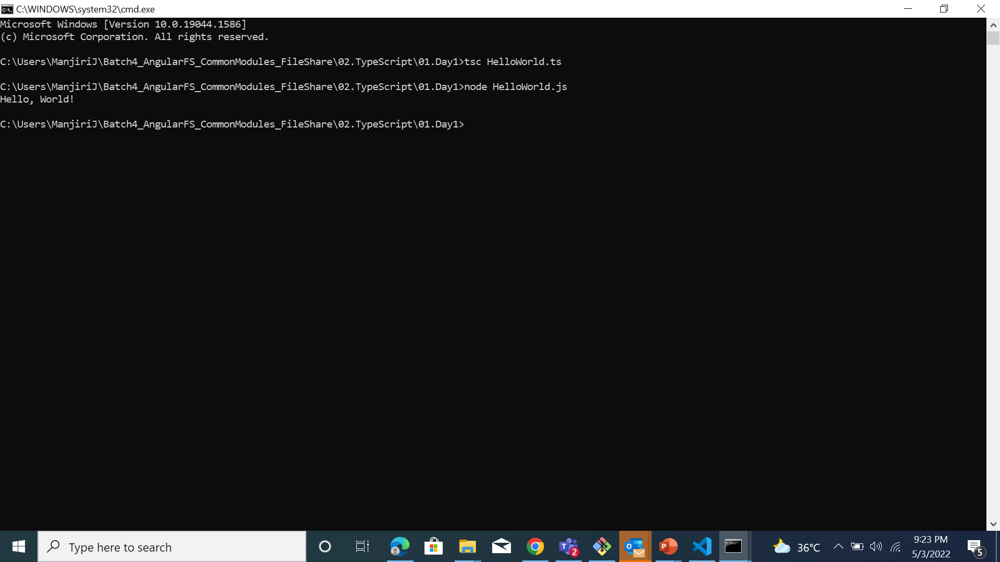 C:\WINDOWS\system32\cmd.exe
Microsoft Windows [Version 10.0.19044.1586]
(c) Microsoft Corporation. All rights reserved.
C:\Users\ManjiriJ\Batch4_AngularFS_CommonModules_FileShare\02.TypeScript\01.Day1>tsc HelloWorld.ts
C:\Users\ManjiriJ\Batch4_AngularFS_CommonModules_FileShare\02.TypeScript\01.Day1>node HelloWorld.js
Hello, World!
C:\Users\ManjiriJ\Batch4_AngularFS_CommonModules_FileShare\02.TypeScript\01.Day1>
Type here to search
36°C
9:23 PM
5/3/2022